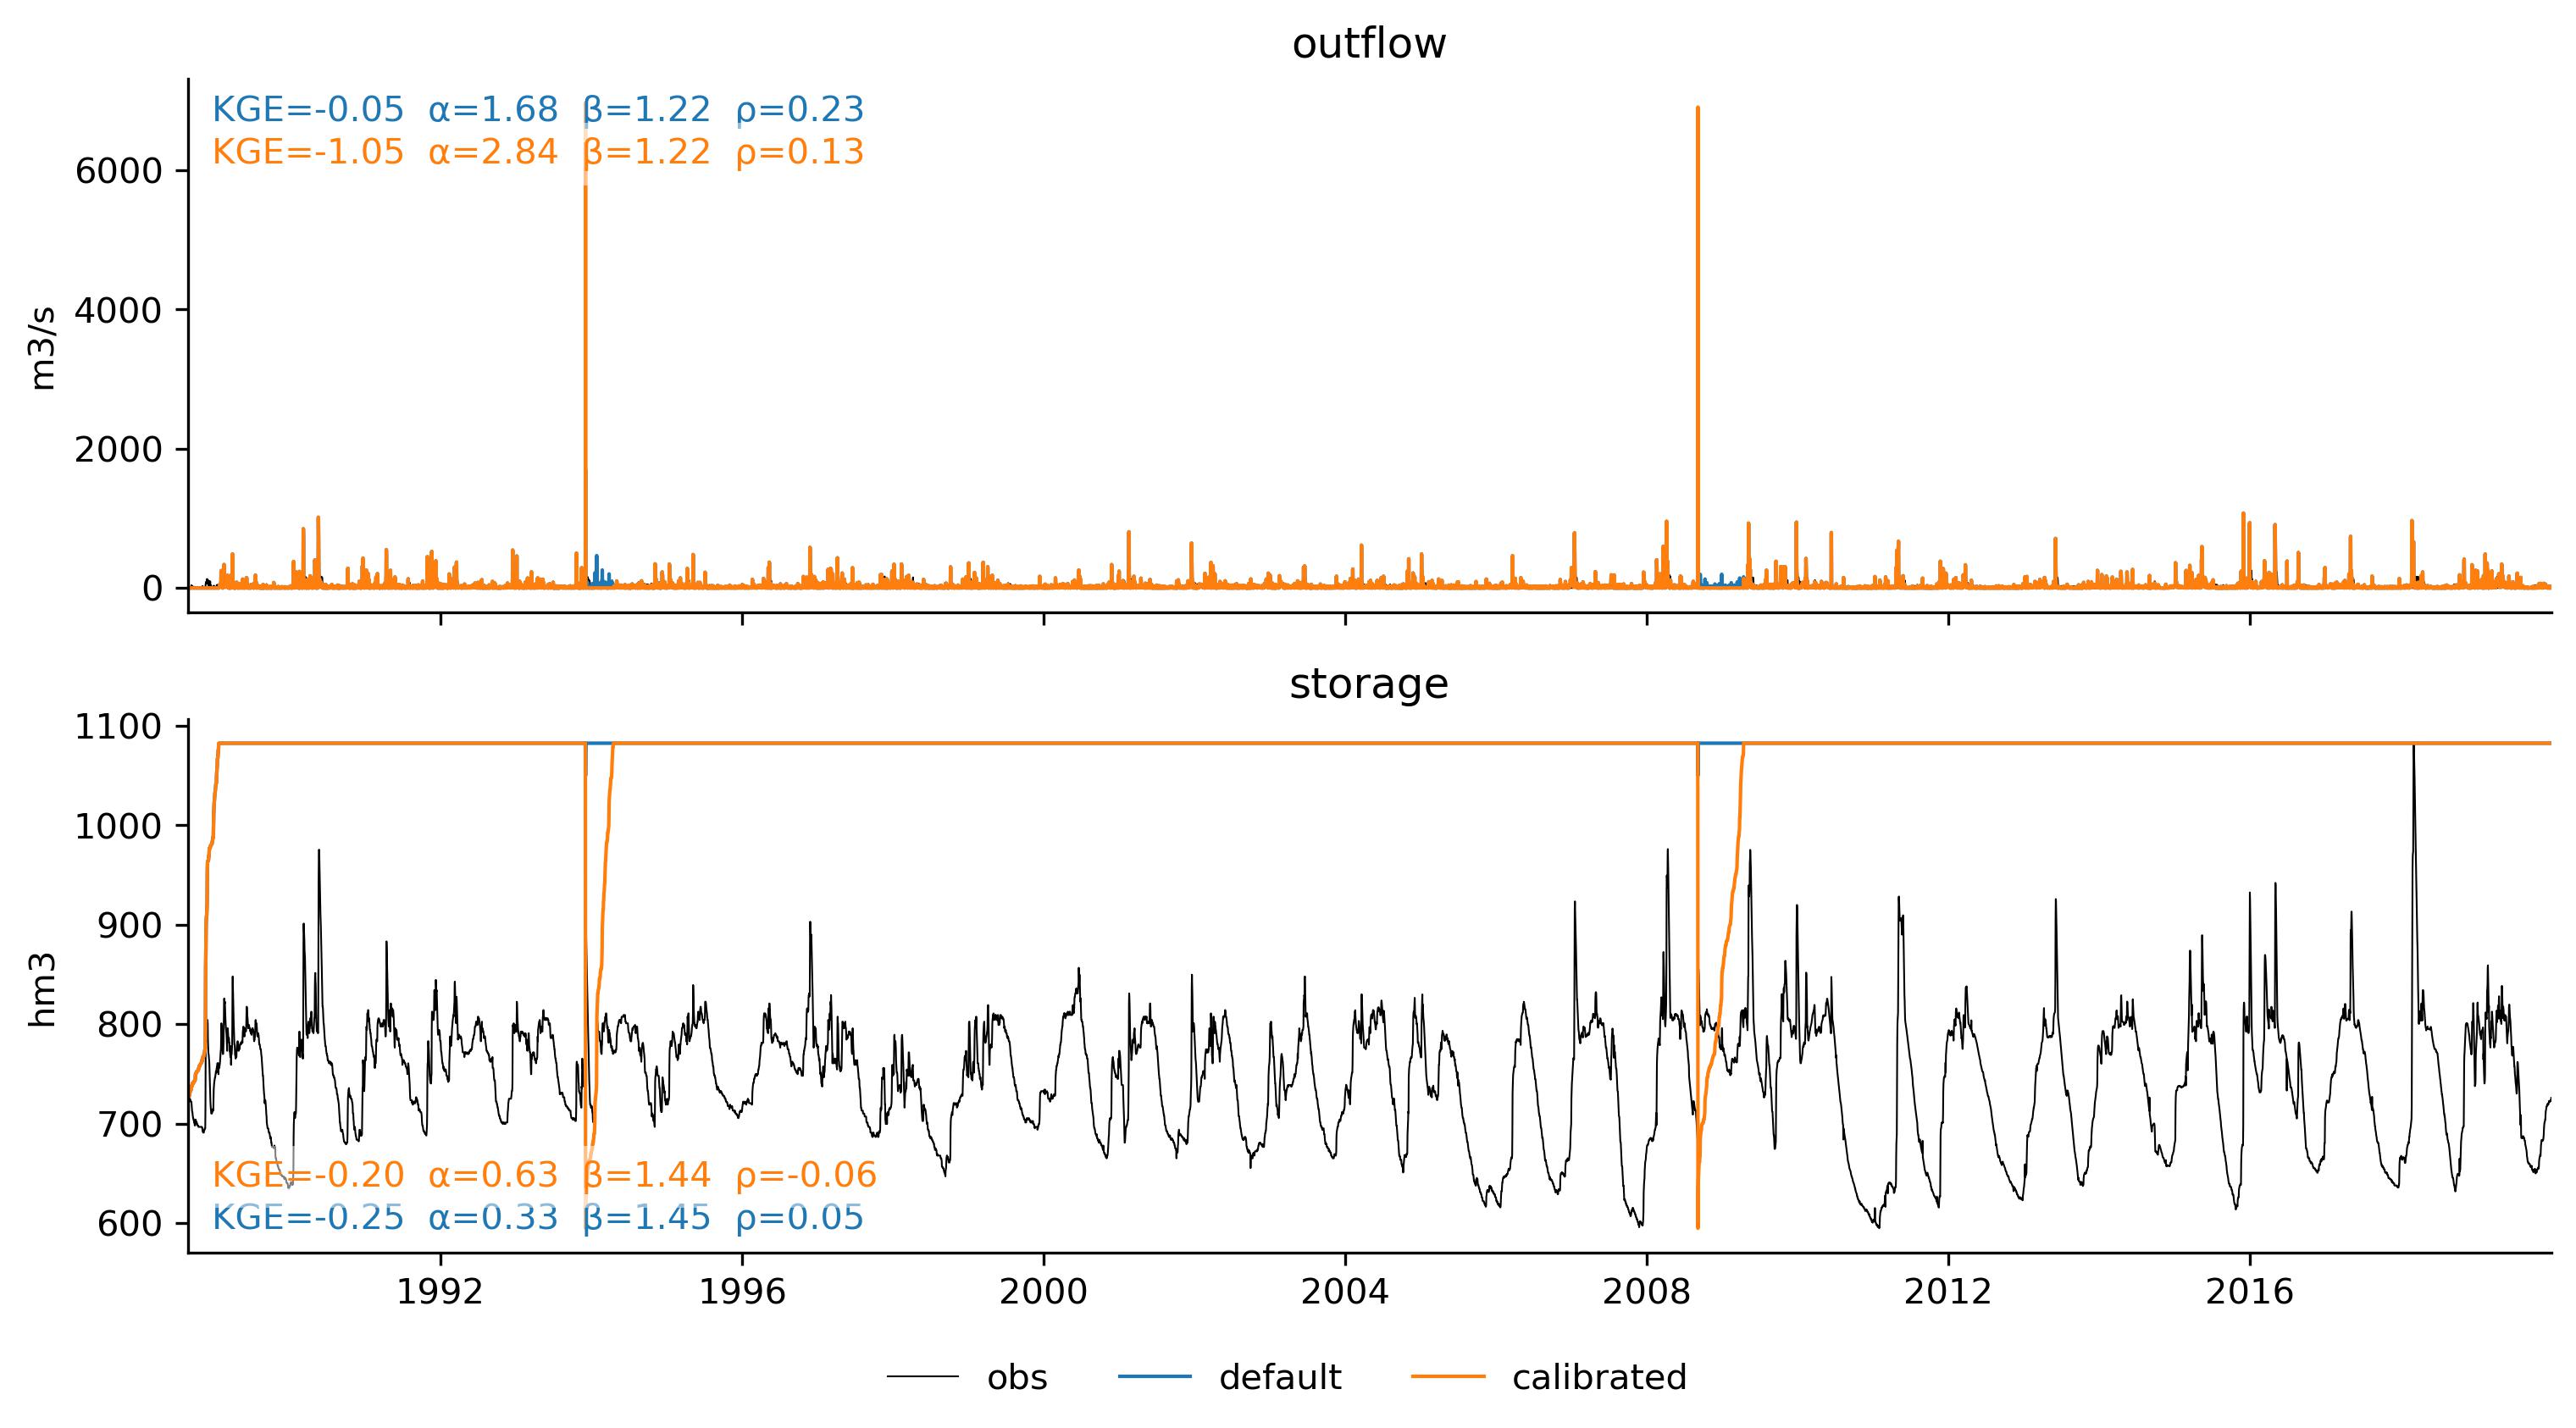 outflow
KGE=-0.05 α=1.68 β=1.22 ρ=0.23
KGE=-1.05 α=2.84 β=1.22 ρ=0.13
6000
4000
2000
0
m3/s
storage
1100
1000
900
800
700
600
hm3
KGE=-0.20 α=0.63 β=1.44 ρ=-0.06
KGE=-0.25 α=0.33 β=1.45 ρ=0.05
1992 1996 2000 2004 2008 2012 2016
obs default calibrated